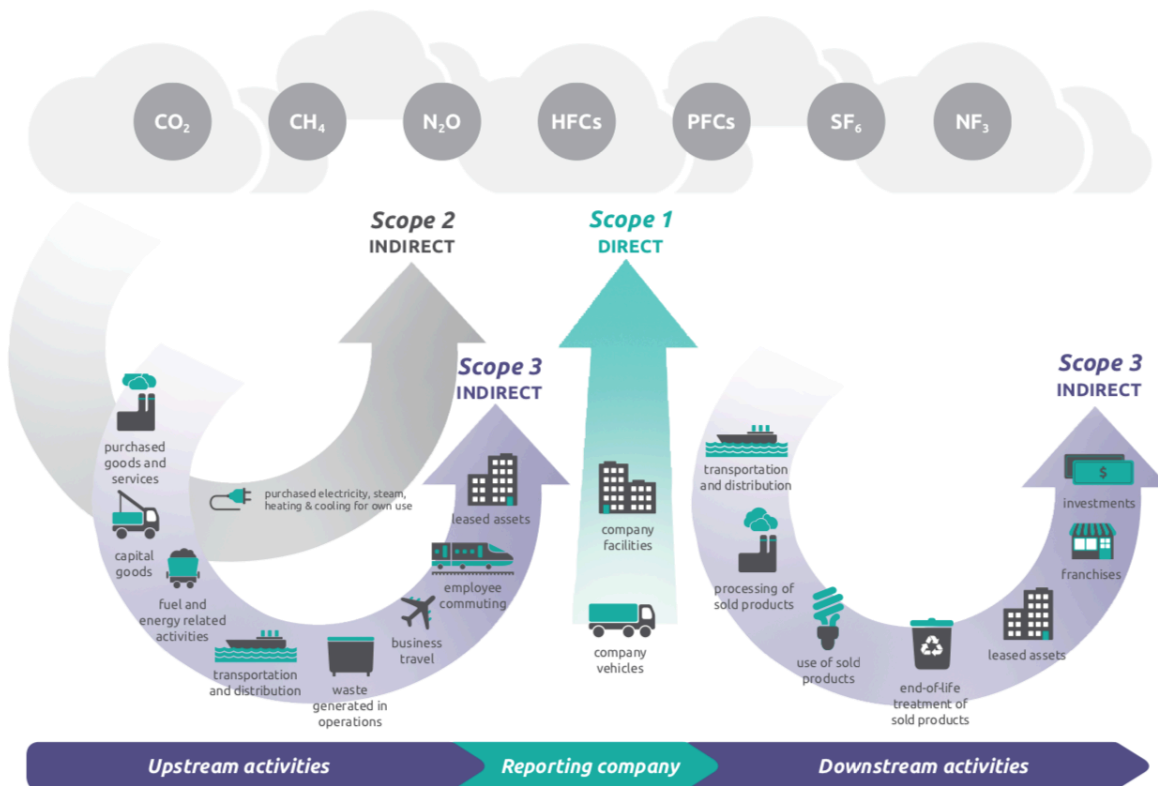 CO₂
CH₄
N₂O
HFCs
PFCs
SF₆
NF₃
Scope 2
INDIRECT
Scope 1
DIRECT
Scope 3
INDIRECT
Scope 3
INDIRECT
purchased
goods and
services
capital
goods
fuel and
energy related
activities
purchased electricity, steam,
heating & cooling for own use
transportation
and distribution
waste
generated in
operations
business
travel
employee
commuting
leased assets
company
facilities
company
vehicles
transportation
and distribution
processing of
sold products
use of sold
products
end-of-life
treatment of
sold products
leased assets
franchises
$
investments
Upstream activities
Reporting company
Downstream activities